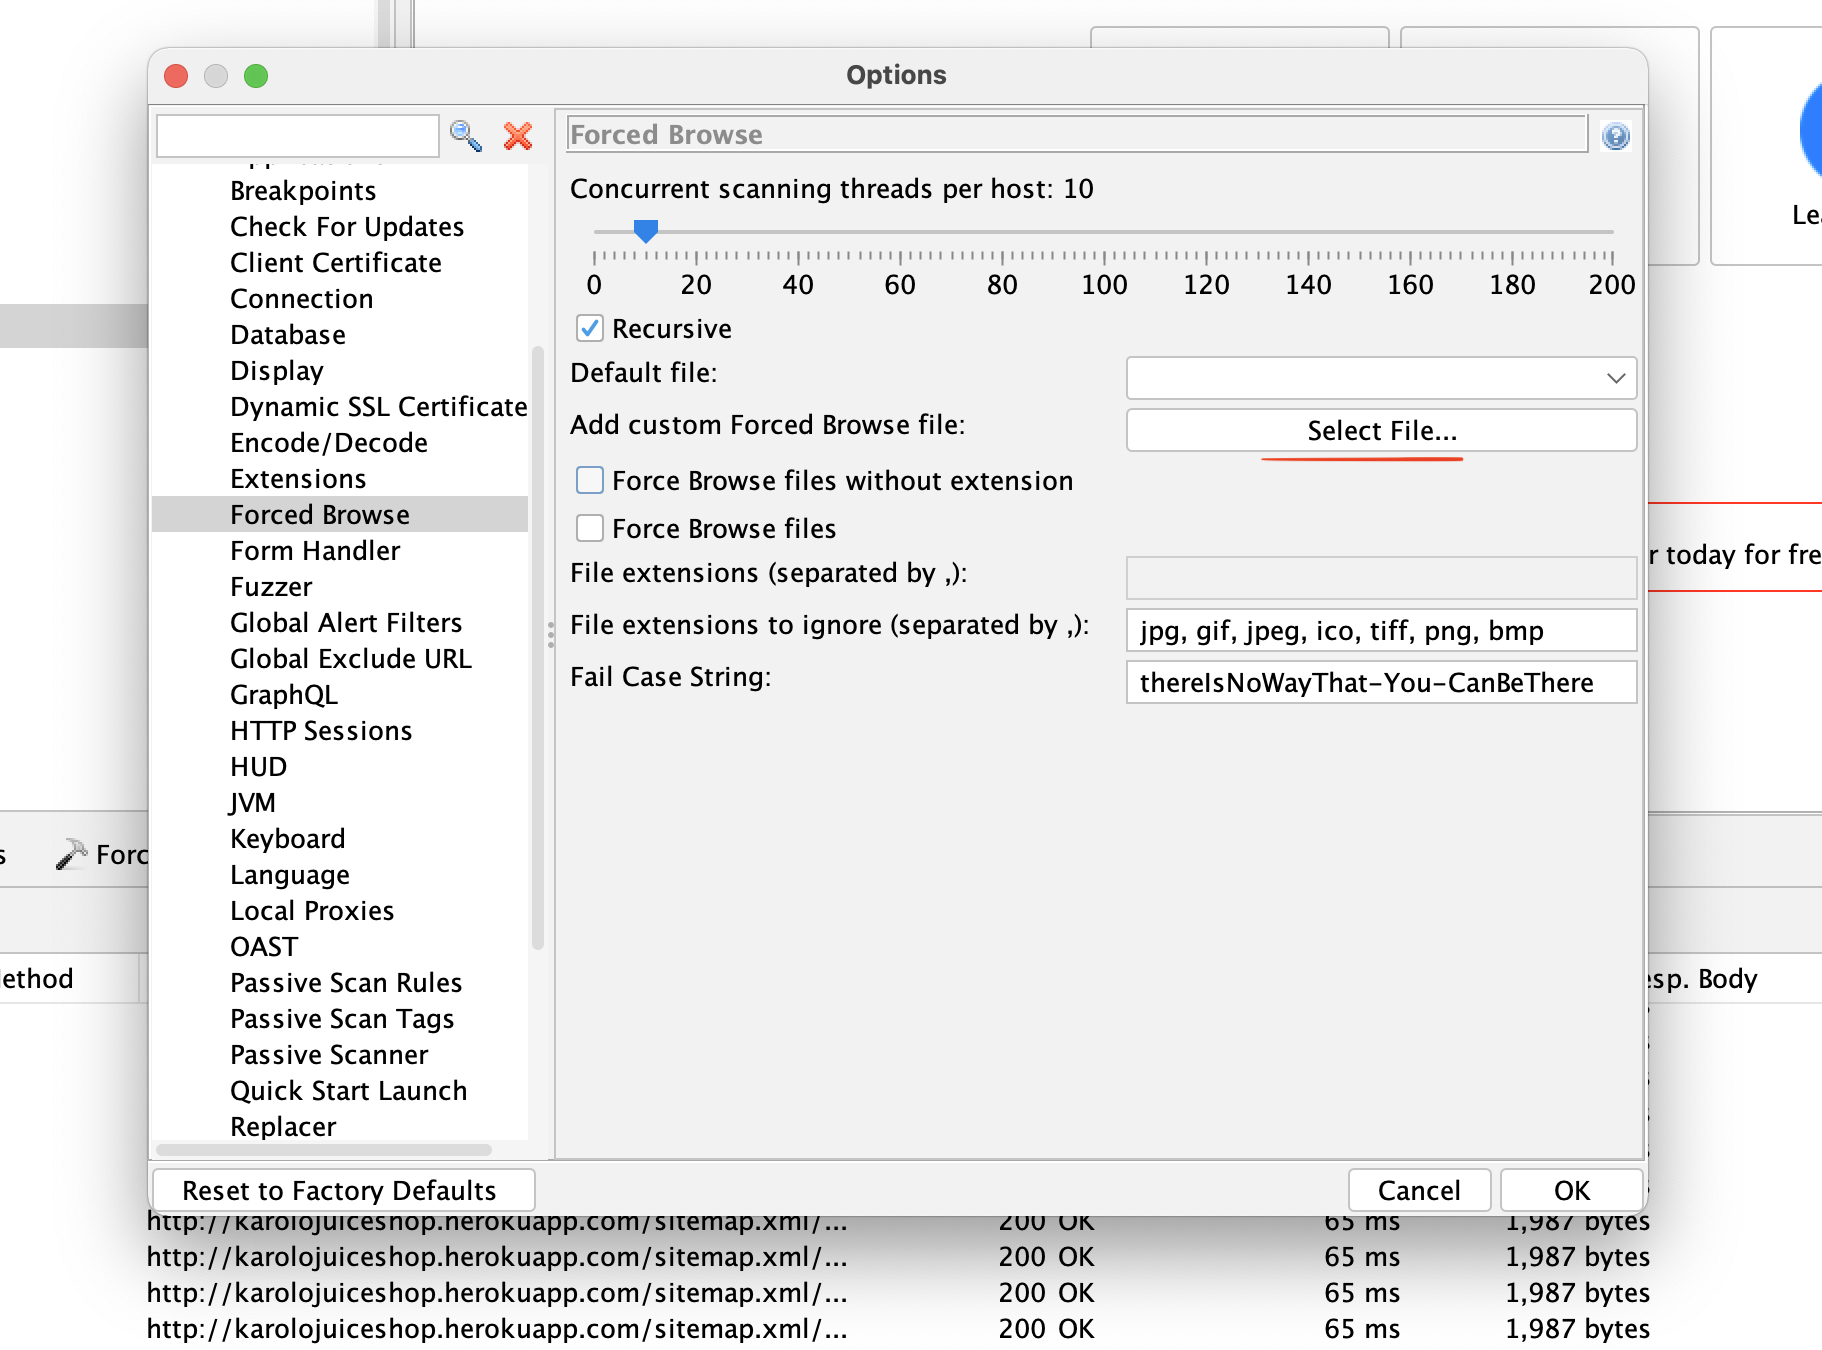 Options
Forced Browse
Breakpoints
Check For Updates
Client Certificate
Connection
Database
Display
Dynamic SSL Certificate
Encode/Decode
Extensions
Forced Browse
Form Handler
Fuzzer
Global Alert Filters
Global Exclude URL
GraphQL
HTTP Sessions
HUD
JVM
Keyboard
Language
Local Proxies
OAST
Passive Scan Rules
Passive Scan Tags
Passive Scanner
Quick Start Launch
Replacer
Concurrent scanning threads per host: 10
0 20 40 60 80 100 120 140 160 180 200
Recursive
Default file:
Add custom Forced Browse file: Select File...
Force Browse files without extension
Force Browse files
File extensions (separated by ,):
File extensions to ignore (separated by ,): jpg, gif, jpeg, ico, tiff, png, bmp
Fail Case String: thereIsNoWayThat-You-CanBeThere
Reset to Factory Defaults Cancel OK
Le
r today for fre
s Forc
ethod esp. Body
http://karolojuiceshop.herokuapp.com/sitemap.xml/... 200 OK 65 ms 1,987 bytes
http://karolojuiceshop.herokuapp.com/sitemap.xml/... 200 OK 65 ms 1,987 bytes
http://karolojuiceshop.herokuapp.com/sitemap.xml/... 200 OK 65 ms 1,987 bytes
http://karolojuiceshop.herokuapp.com/sitemap.xml/... 200 OK 65 ms 1,987 bytes